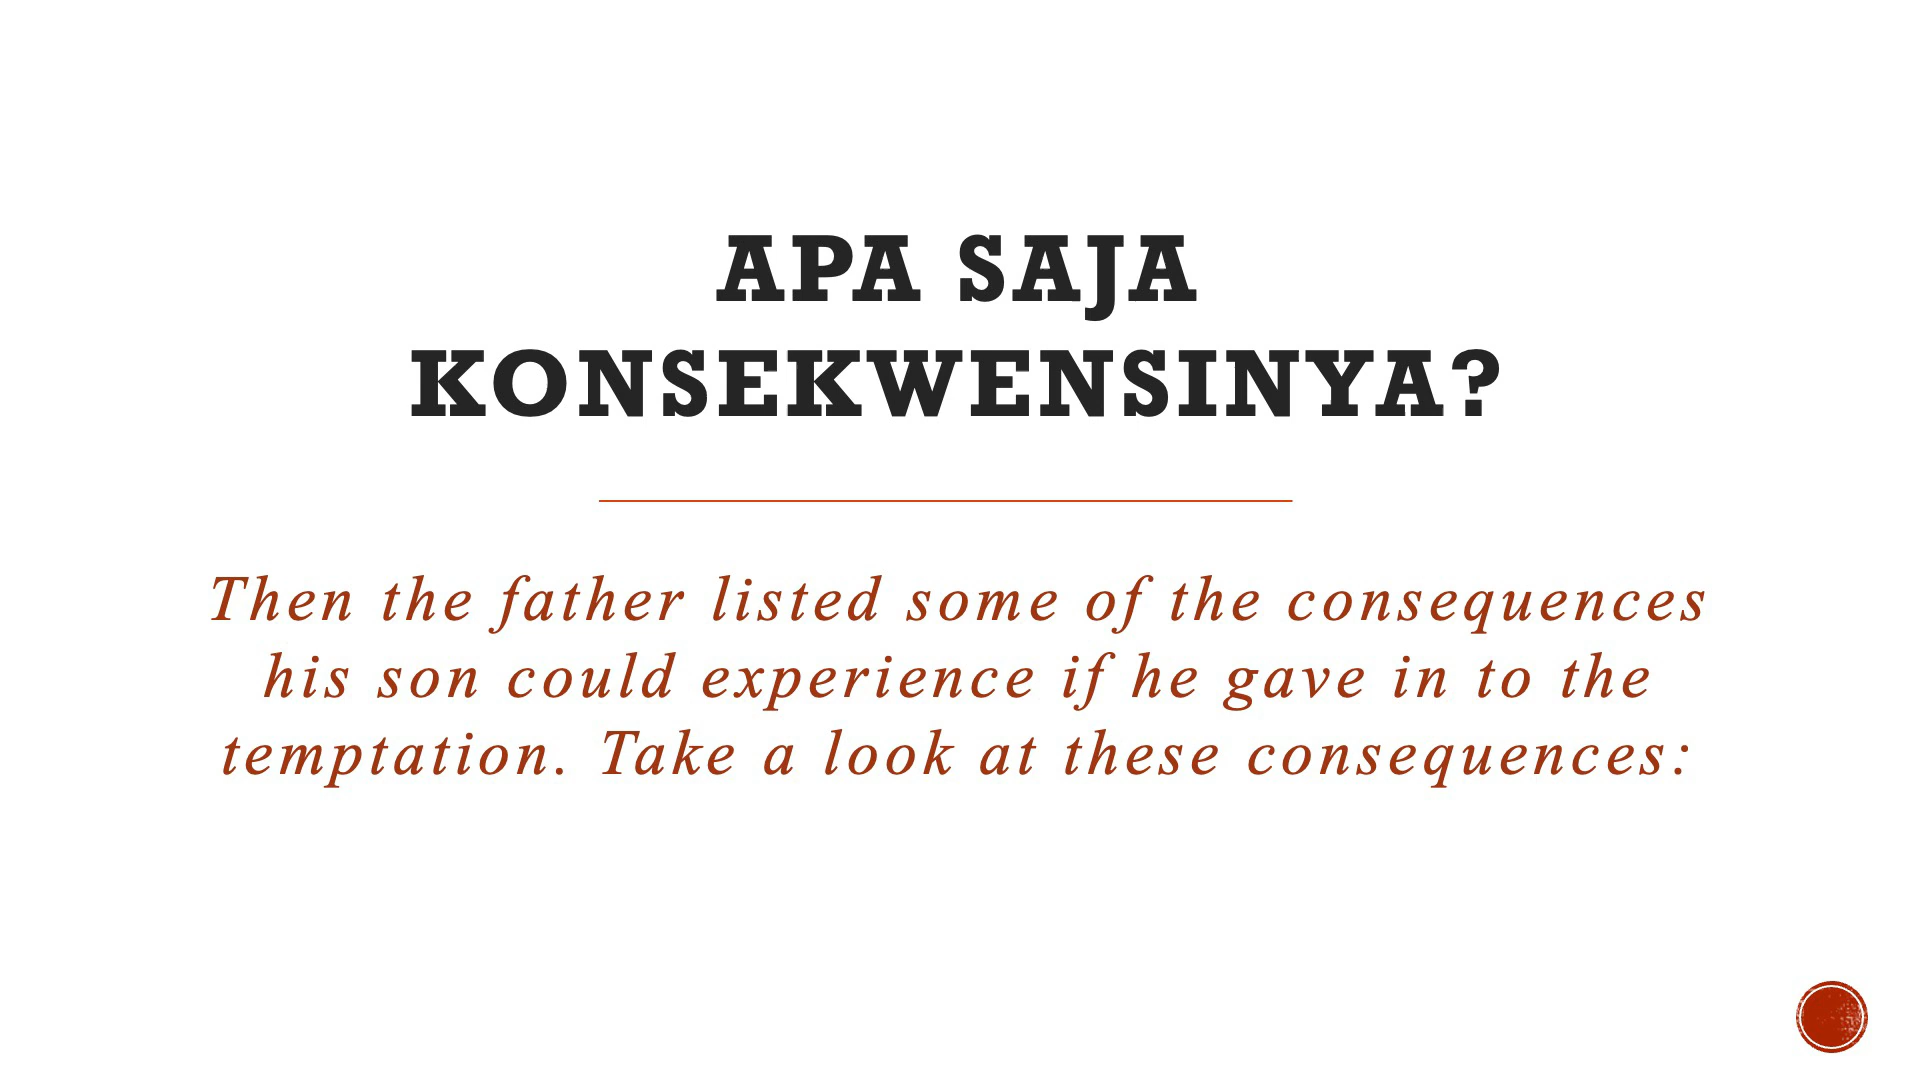 APA SAJA
KONSEKWENSINYA?
Then the father listed some of the consequences
his son could experience if he gave in to the
temptation. Take a look at these consequences: